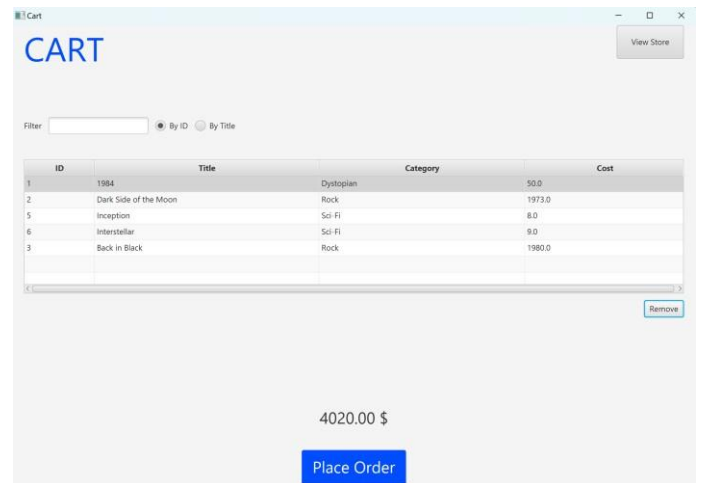 Cart
CART
View Store
Filter By ID By Title
ID Title Category Cost
1 1984 Dystopian 50.0
2 Dark Side of the Moon Rock 1973.0
5 Inception Sci-Fi 8.0
6 Interstellar Sci-Fi 9.0
3 Back in Black Rock 1980.0
Remove
4020.00 $
Place Order